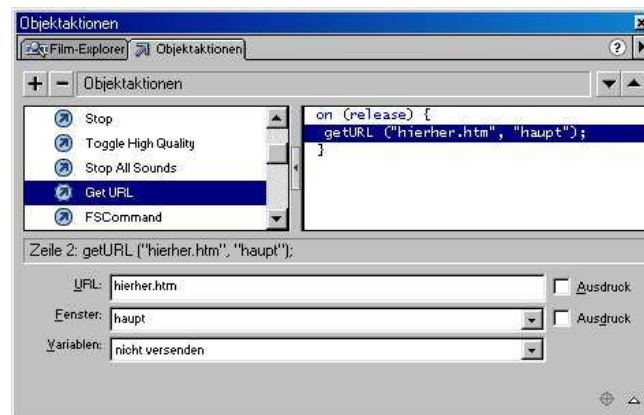 Objektaktionen
Film-Explorer Objektaktionen ?
+ - Objektaktionen
Stop
Toggle High Quality
Stop All Sounds
Get URL
FSCommand
on (release) {
getURL ("hierher.htm", "haupt");
}
Zeile 2: getURL ("hierher.htm", "haupt");
URL: hierher.htm Ausdruck
Fenster: haupt Ausdruck
Variablen: nicht versenden